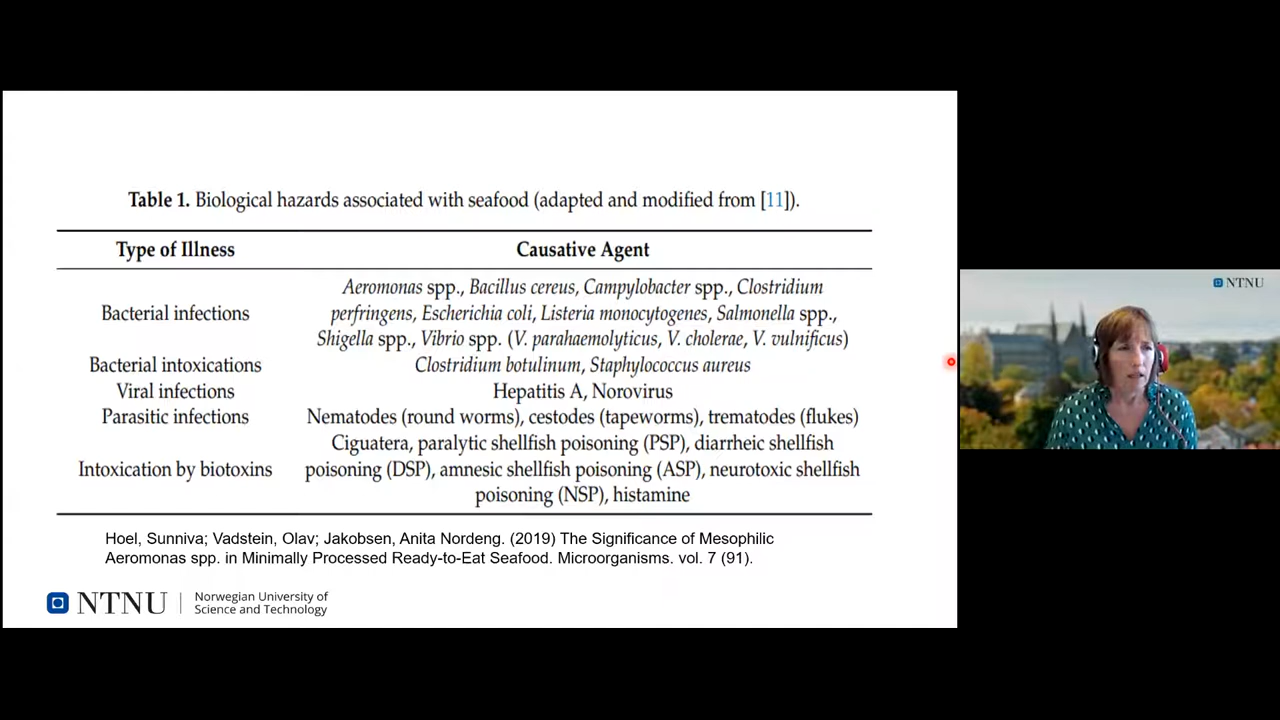 Table 1. Biological hazards associated with seafood (adapted and modified from [11]).
Type of Illness Causative Agent
Aeromonas spp., Bacillus cereus, Campylobacter spp., Clostridium
Bacterial infections perfringens, Escherichia coli, Listeria monocytogenes, Salmonella spp.,
Shigella spp., Vibrio spp. (V. parahaemolyticus, V. cholerae, V. vulnificus)
Bacterial intoxications Clostridium botulinum, Staphylococcus aureus
Viral infections Hepatitis A, Norovirus
Parasitic infections Nematodes (round worms), cestodes (tapeworms), trematodes (flukes)
Ciguatera, paralytic shellfish poisoning (PSP), diarrheic shellfish
Intoxication by biotoxins poisoning (DSP), amnesic shellfish poisoning (ASP), neurotoxic shellfish
poisoning (NSP), histamine
Hoel, Sunniva; Vadstein, Olav; Jakobsen, Anita Nordeng. (2019) The Significance of Mesophilic
Aeromonas spp. in Minimally Processed Ready-to-Eat Seafood. Microorganisms. vol. 7 (91).
NTNU
Norwegian University of
Science and Technology
NTNU